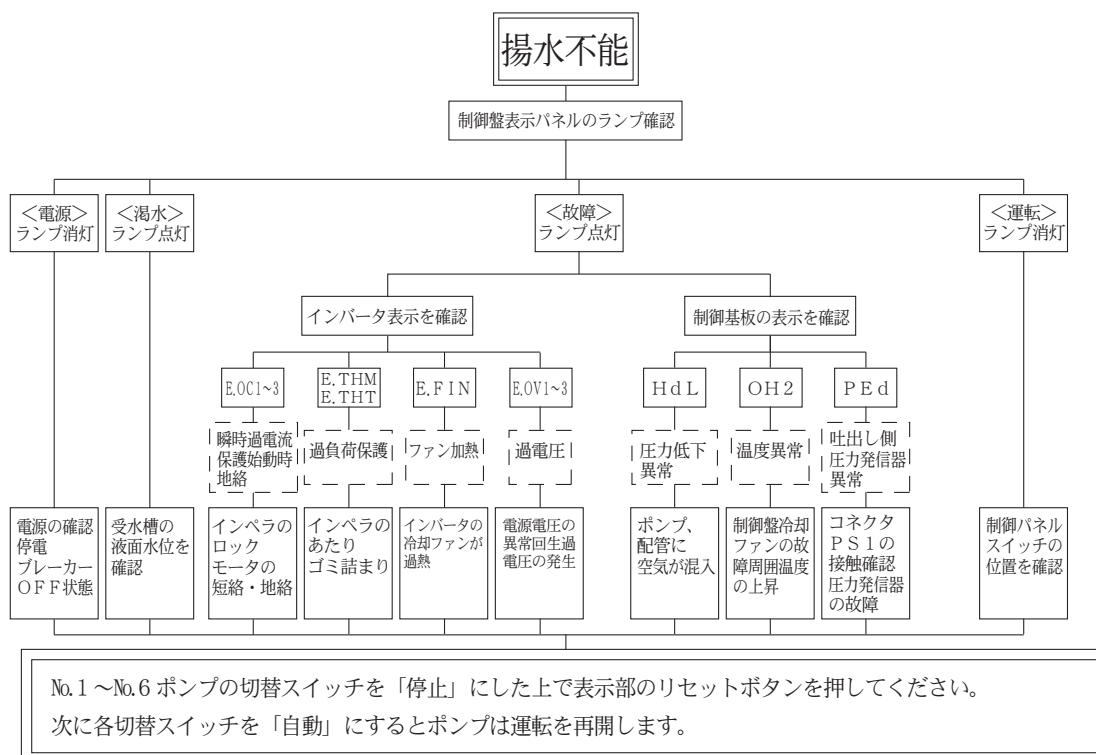 揚水不能
制御盤表示パネルのランプ確認
＜電源＞
ランプ消灯
＜渇水＞
ランプ点灯
＜故障＞
ランプ点灯
＜運転＞
ランプ消灯
インバータ表示を確認
制御基板の表示を確認
E.OC1~3
E.THM
E.THT
E.FIN
E.OV1~3
HdL
OH2
PEd
瞬時過電流
保護始動時
地絡
過負荷保護
ファン加熱
過電圧
圧力低下
異常
温度異常
吐出し側
圧力発信器
異常
電源の確認
停電
ブレーカー
OFF状態
受水槽の
液面水位を
確認
インペラの
ロック
モータの
短絡・地絡
インペラの
あたり
ゴミ詰まり
インバータの
冷却ファンが
過熱
電源電圧の
異常回生過
電圧の発生
ポンプ、
配管に
空気が混入
制御盤冷却
ファンの故
障周囲温度
の上昇
コネクタ
PS1の
接触確認
圧力発信器
の故障
制御パネル
スイッチの
位置を確認
№1～№6ポンプの切替スイッチを「停止」にした上で表示部のリセットボタンを押してください。
次に各切替スイッチを「自動」にするとポンプは運転を再開します。